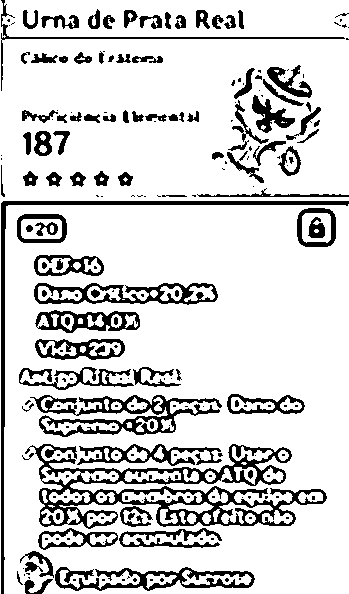 Urna de Prata Real
Cálice de Eonotema
Proficiência Elemental
187
+20
DEF+16
Dano Crítico+20,2%
ATQ+14,0%
Vida+239
Antigo Ritual Real:
Conjunto de 2 peças: Dano do
Supremo +20%
Conjunto de 4 peças: Usar o
Supremo aumenta o ATQ de
todos os membros da equipe em
20% por 12s. Este efeito não
pode ser acumulado.
Equipado por Sucrose